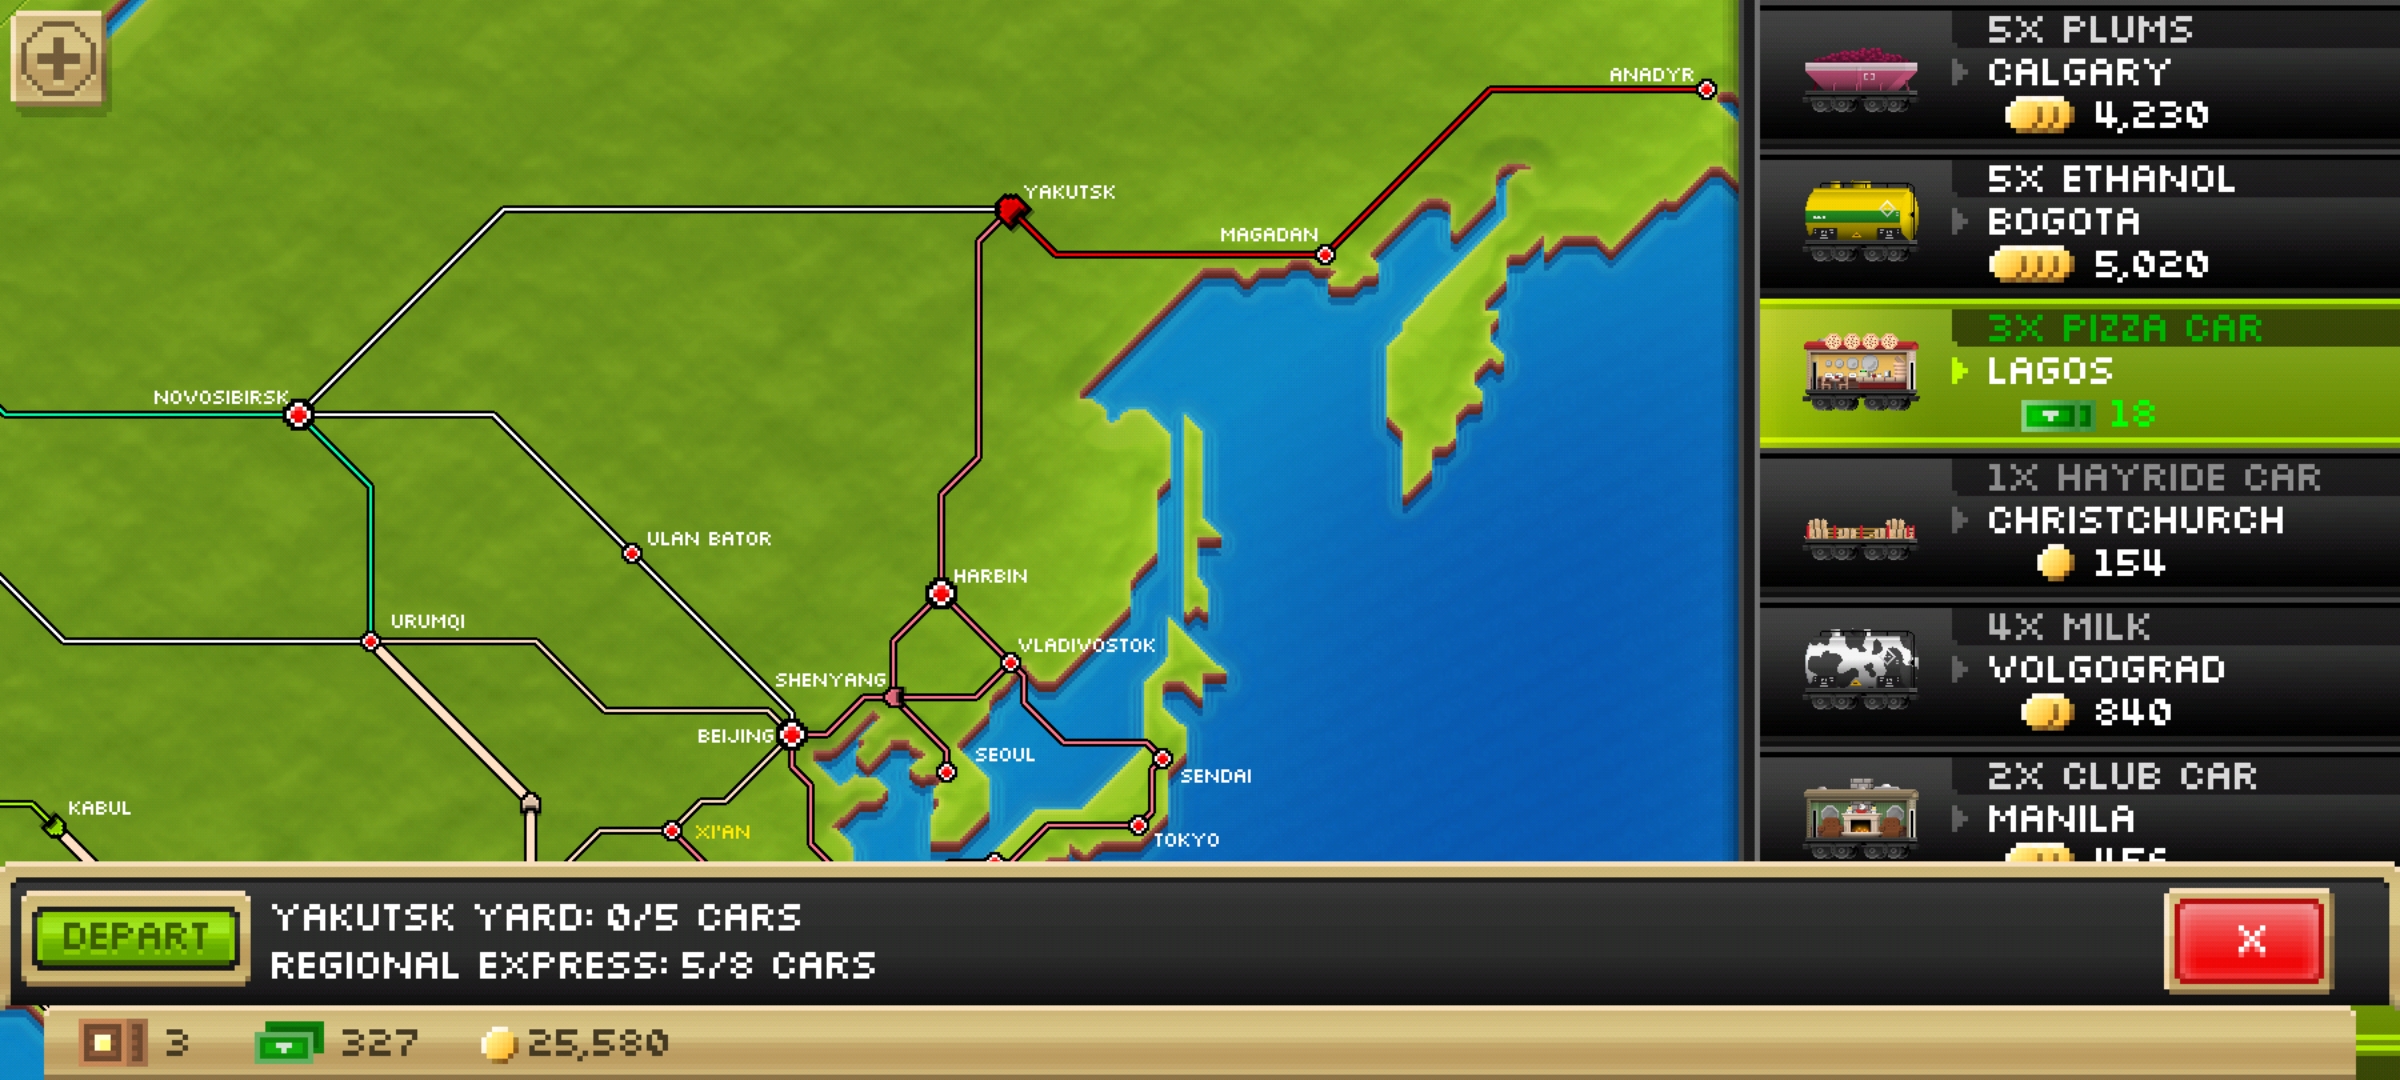 ANADYR
YAKUTSK
MAGADAN
NOVOSIBIRSK
ULAN BATOR
HARBIN
URUMQI
VLADIVOSTOK
SHENYANG
BEIJING
SEOUL
SENDAI
KABUL
XI'AN
TOKYO
5X PLUMS
CALGARY
4,230
5X ETHANOL
BOGOTA
5,020
3X PIZZA CAR
LAGOS
18
1X HAYRIDE CAR
CHRISTCHURCH
154
4X MILK
VOLGOGRAD
840
2X CLUB CAR
MANILA
DEPART
YAKUTSK YARD: 0/5 CARS
REGIONAL EXPRESS: 5/8 CARS
X
3
327
25,580